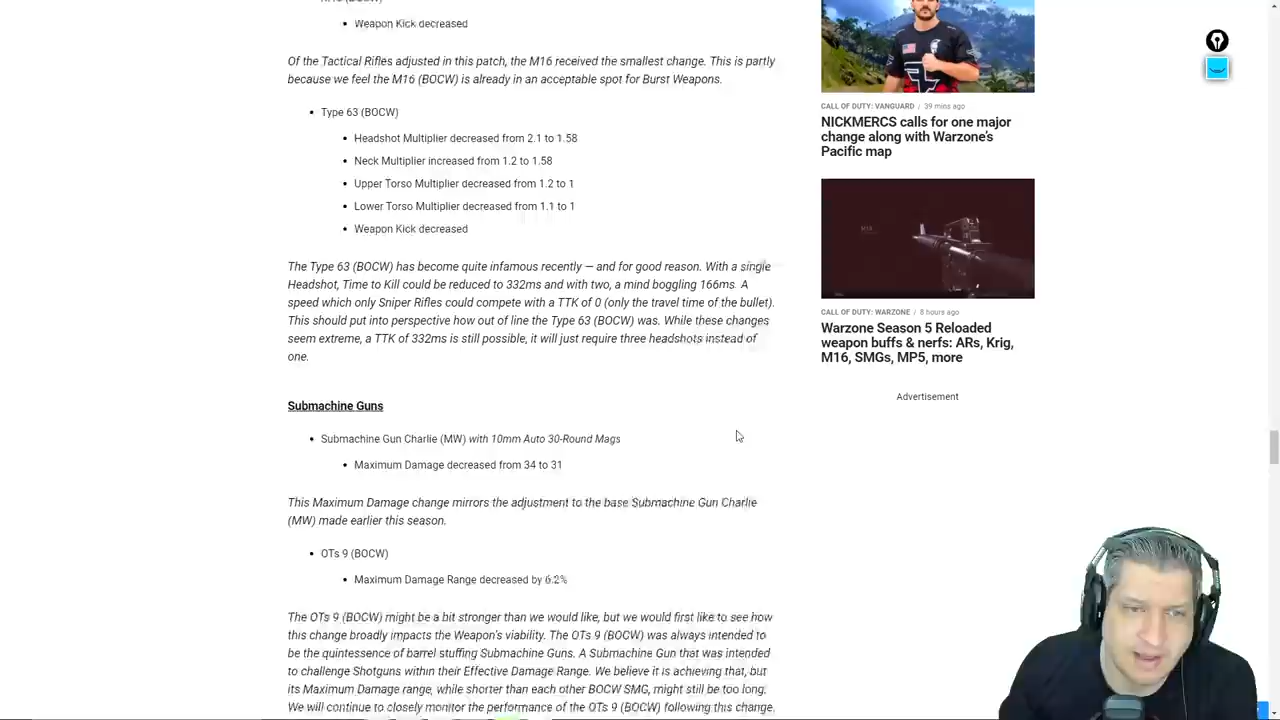 Weapon Kick decreased
Of the Tactical Rifles adjusted in this patch, the M16 received the smallest change. This is partly
because we feel the M16 (BOCW) is already in an acceptable spot for Burst Weapons.
Type 63 (BOCW)
Headshot Multiplier decreased from 2.1 to 1.58
Neck Multiplier increased from 1.2 to 1.58
Upper Torso Multiplier decreased from 1.2 to 1
Lower Torso Multiplier decreased from 1.1 to 1
Weapon Kick decreased
The Type 63 (BOCW) has become quite infamous recently — and for good reason. With a single
Headshot, Time to Kill could be reduced to 332ms and with two, a mind boggling 166ms. A
speed which only Sniper Rifles could compete with a TTK of 0 (only the travel time of the bullet).
This should put into perspective how out of line the Type 63 (BOCW) was. While these changes
seem extreme, a TTK of 332ms is still possible, it will just require three headshots instead of
one.
Submachine Guns
Submachine Gun Charlie (MW) with 10mm Auto 30-Round Mags
Maximum Damage decreased from 34 to 31
This Maximum Damage change mirrors the adjustment to the base Submachine Gun Charlie
(MW) made earlier this season.
OTs 9 (BOCW)
Maximum Damage Range decreased by 6.2%
The OTs 9 (BOCW) might be a bit stronger than we would like, but we would first like to see how
this change broadly impacts the Weapon's viability. The OTs 9 (BOCW) was always intended to
be the quintessence of barrel stuffing Submachine Guns. A Submachine Gun that was intended
to challenge Shotguns within their Effective Damage Range. We believe it is achieving that, but
its Maximum Damage range, while shorter than each other BOCW SMG, might still be too long.
We will continue to closely monitor the performance of the OTs 9 (BOCW) following this change.
CALL OF DUTY: VANGUARD / 39 mins ago
NICKMERCS calls for one major
change along with Warzone's
Pacific map
CALL OF DUTY: WARZONE / 8 hours ago
Warzone Season 5 Reloaded
weapon buffs & nerfs: ARs, Krig,
M16, SMGs, MP5, more
Advertisement